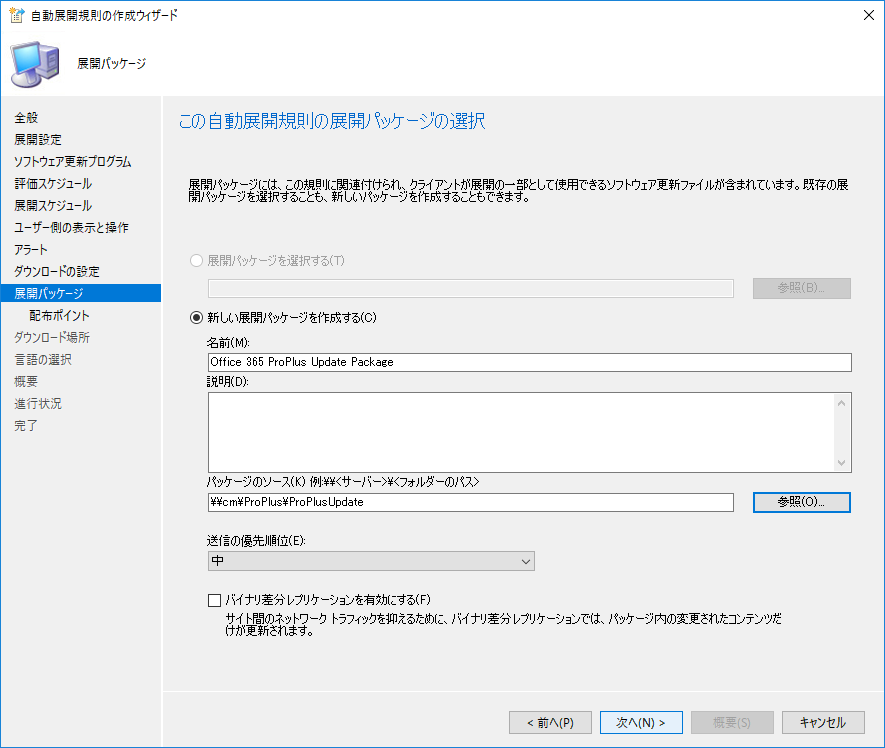 自動展開規則の作成ウィザード
展開パッケージ
全般
展開設定
ソフトウェア更新プログラム
評価スケジュール
展開スケジュール
ユーザー側の表示と操作
アラート
ダウンロードの設定
展開パッケージ
配布ポイント
ダウンロード場所
言語の選択
概要
進行状況
完了
この自動展開規則の展開パッケージの選択
展開パッケージには、この規則に関連付けられ、クライアントが展開の一部として使用できるソフトウェア更新ファイルが含まれています。既存の展
開パッケージを選択することも、新しいパッケージを作成することもできます。
展開パッケージを選択する(T)
参照(B)...
新しい展開パッケージを作成する(C)
名前(M):
Office 365 ProPlus Update Package
説明(D):
パッケージのソース(K) 例:¥¥<サーバー>¥<フォルダーのパス>
¥¥cm¥ProPlus¥ProPlusUpdate
参照(O)...
送信の優先順位(E):
中
バイナリ差分レプリケーションを有効にする(F)
サイト間のネットワーク トラフィックを抑えるために、バイナリ差分レプリケーションでは、パッケージ内の変更されたコンテンツだ
けが更新されます。
< 前へ(P)
次へ(N) >
概要(S)
キャンセル